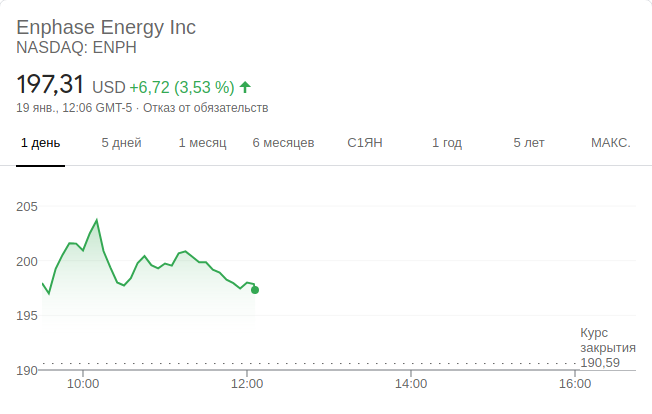 Enphase Energy Inc
NASDAQ: ENPH
197,31 USD +6,72 (3,53 %)
19 янв., 12:06 GMT-5 · Отказ от обязательств
1 день 5 дней 1 месяц 6 месяцев С1ЯН 1 год 5 лет МАКС.
205
200
195
Курс
закрытия
190,59
190
10:00 12:00 14:00 16:00